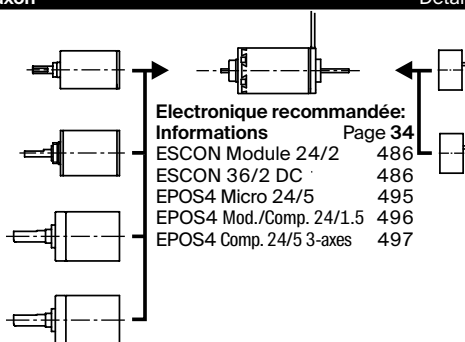 Electronique recommandée:
Informations Page 34
ESCON Module 24/2 486
ESCON 36/2 DC 486
EPOS4 Micro 24/5 495
EPOS4 Mod./Comp. 24/1.5 496
EPOS4 Comp. 24/5 3-axes 497